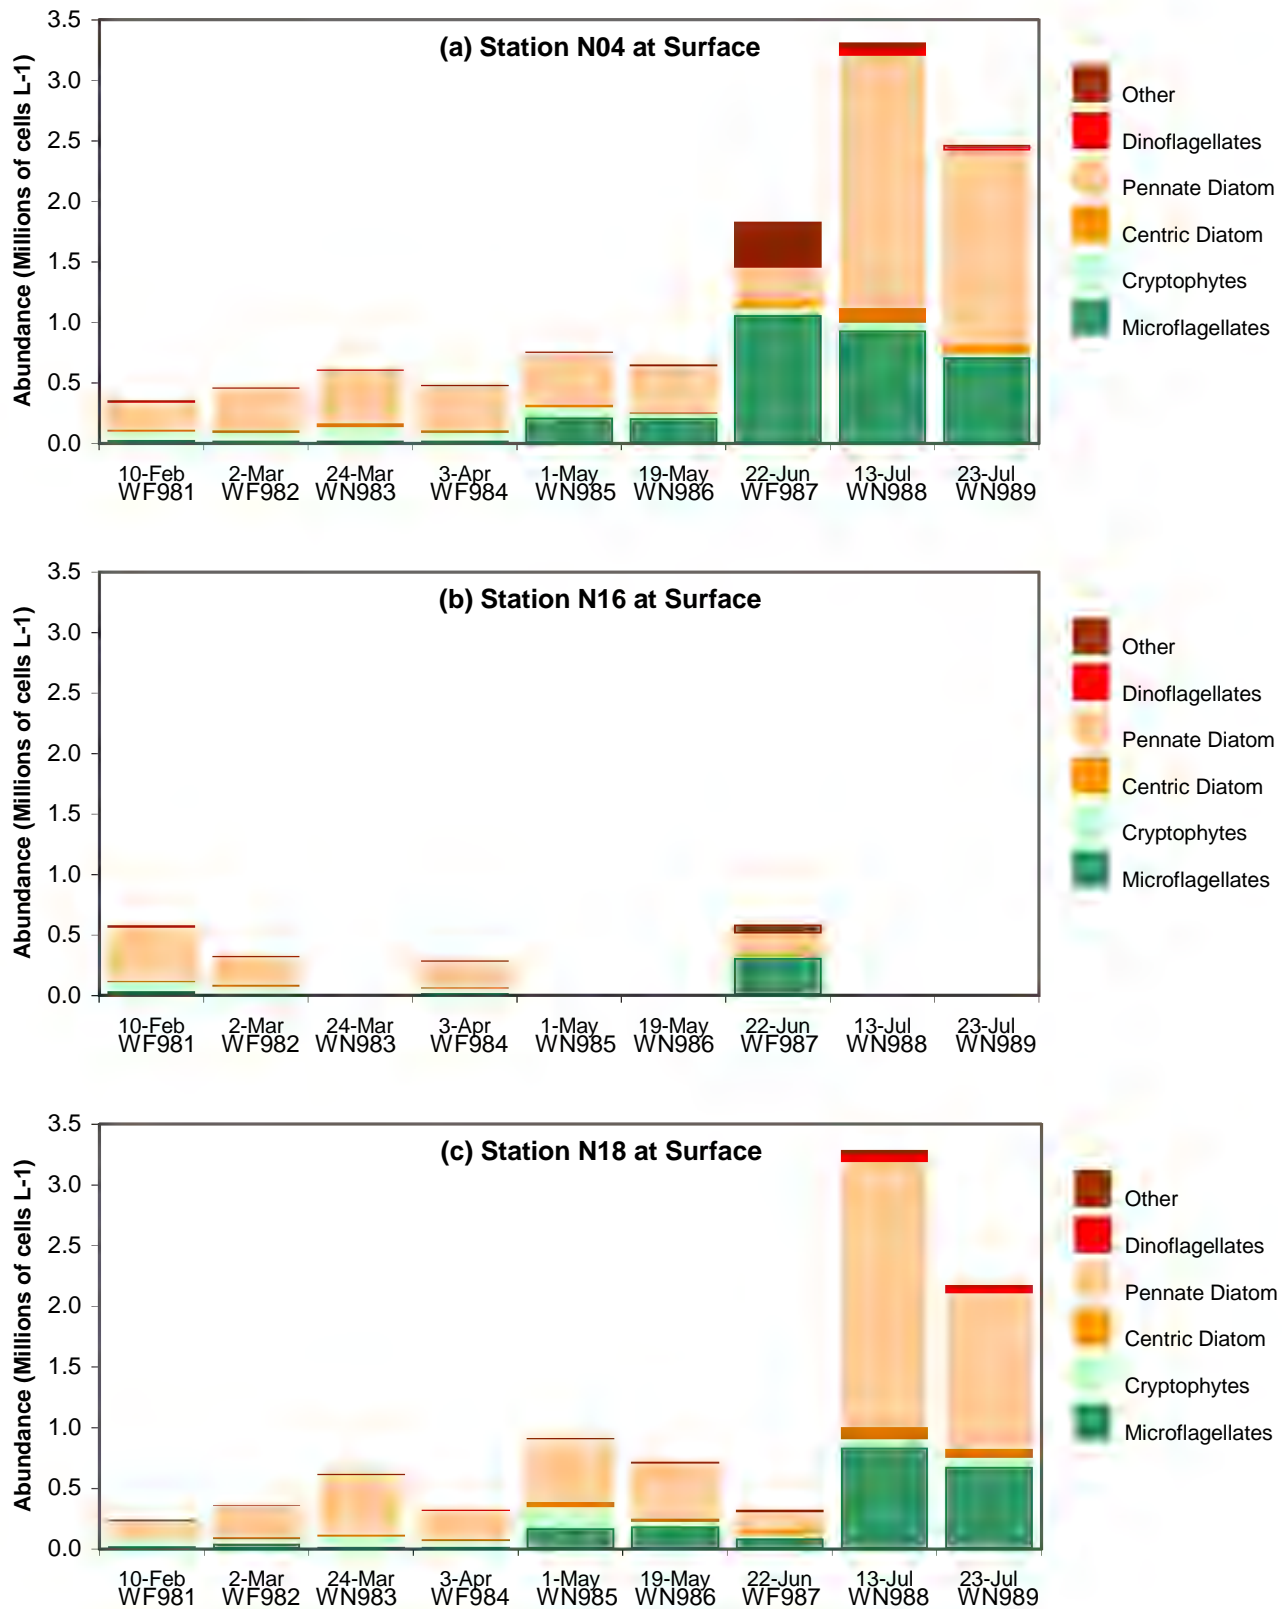 (a) Station N04 at Surface
Abundance (Millions of cells L-1)
3.5
3.0
2.5
2.0
1.5
1.0
0.5
0.0
10-Feb 2-Mar 24-Mar 3-Apr 1-May 19-May 22-Jun 13-Jul 23-Jul
WF981 WF982 WN983 WF984 WN985 WN986 WF987 WN988 WN989
Other
Dinoflagellates
Pennate Diatom
Centric Diatom
Cryptophytes
Microflagellates
(b) Station N16 at Surface
Abundance (Millions of cells L-1)
3.5
3.0
2.5
2.0
1.5
1.0
0.5
0.0
10-Feb 2-Mar 24-Mar 3-Apr 1-May 19-May 22-Jun 13-Jul 23-Jul
WF981 WF982 WN983 WF984 WN985 WN986 WF987 WN988 WN989
Other
Dinoflagellates
Pennate Diatom
Centric Diatom
Cryptophytes
Microflagellates
(c) Station N18 at Surface
Abundance (Millions of cells L-1)
3.5
3.0
2.5
2.0
1.5
1.0
0.5
0.0
10-Feb 2-Mar 24-Mar 3-Apr 1-May 19-May 22-Jun 13-Jul 23-Jul
WF981 WF982 WN983 WF984 WN985 WN986 WF987 WN988 WN989
Other
Dinoflagellates
Pennate Diatom
Centric Diatom
Cryptophytes
Microflagellates